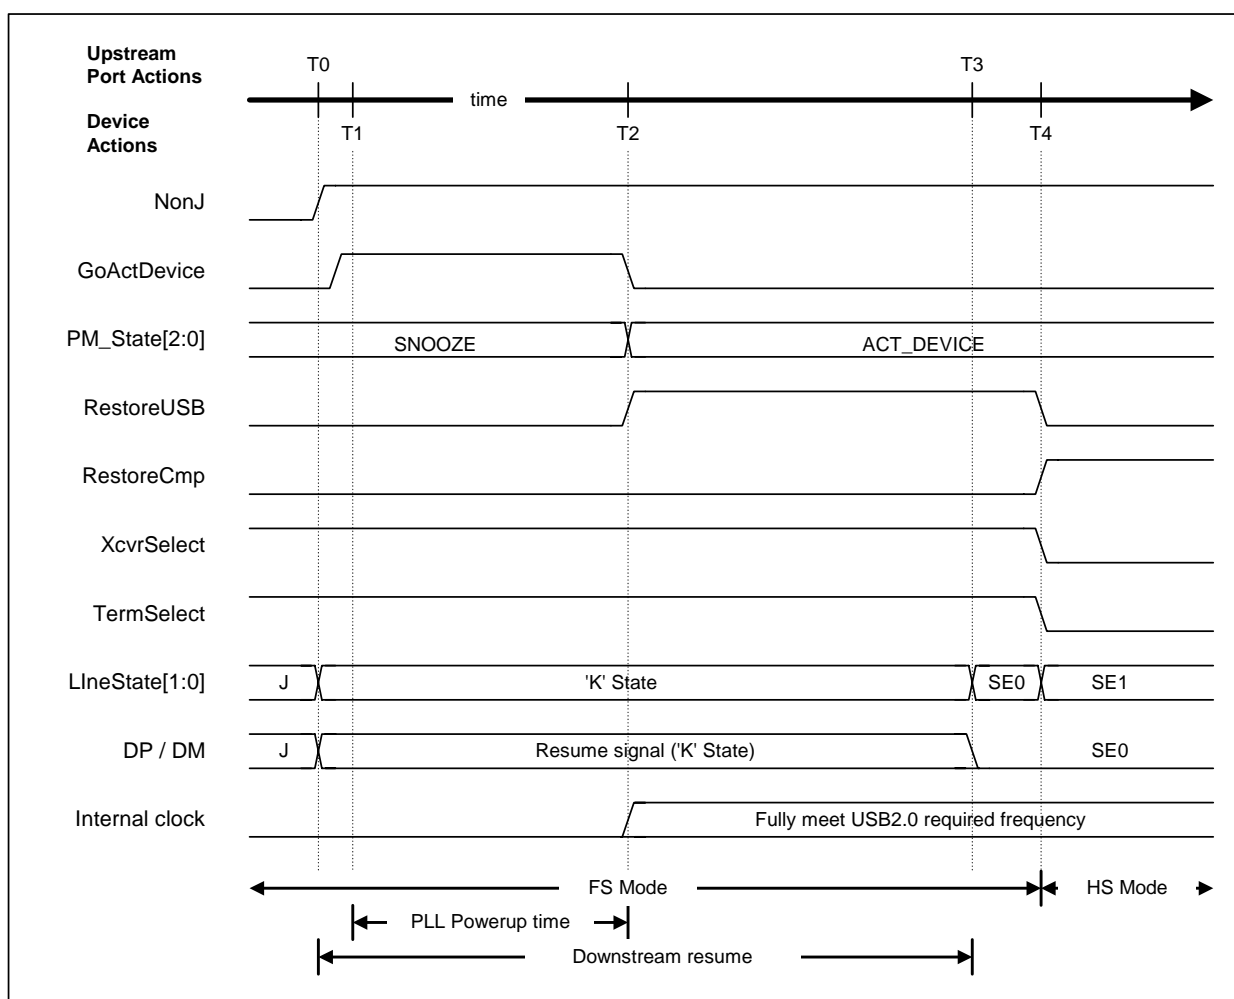 Upstream
Port Actions
T0
T3
time
Device
Actions
T1
T2
T4
NonJ
GoActDevice
PM_State[2:0]
SNOOZE
ACT_DEVICE
RestoreUSB
RestoreCmp
XcvrSelect
TermSelect
LIneState[1:0]
J
'K' State
SE0
SE1
DP / DM
J
Resume signal ('K' State)
SE0
Internal clock
Fully meet USB2.0 required frequency
FS Mode
HS Mode
PLL Powerup time
Downstream resume